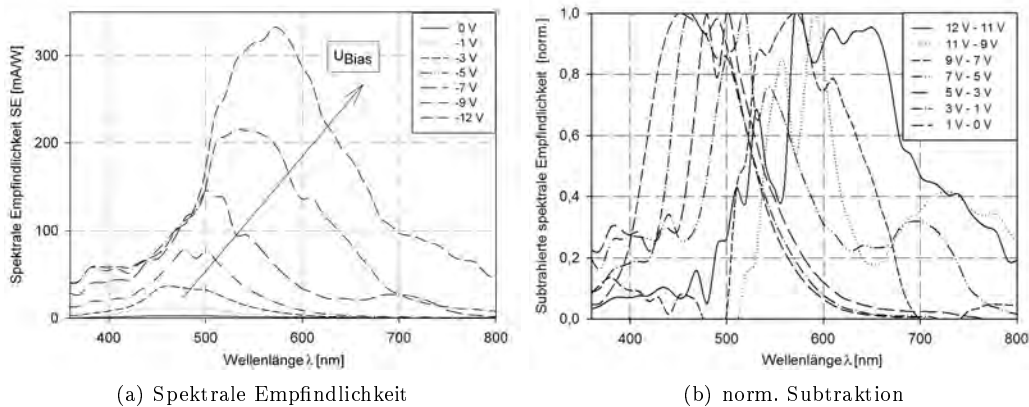 Spektrale Empfindlichkeit SE [mA/W]
300
200
100
0
400
500
600
700
800
Wellenlänge λ [nm]
U Bias
0 V
-1 V
-3 V
-5 V
-7 V
-9 V
-12 V
(a) Spektrale Empfindlichkeit
Subtrahierte spektrale Empfindlichkeit [norm.]
1,0
0,8
0,6
0,4
0,2
0,0
400
500
600
700
800
Wellenlänge λ [nm]
12 V - 11 V
11 V - 9 V
9 V - 7 V
7 V - 5 V
5 V - 3 V
3 V - 1 V
1 V - 0 V
(b) norm. Subtraktion